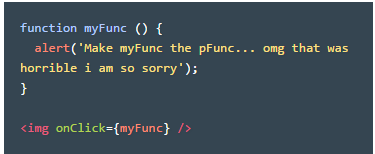 function myFunc () {
  alert('Make myFunc the pFunc... omg that was
horrible i am so sorry');
}

<img onClick={myFunc} />